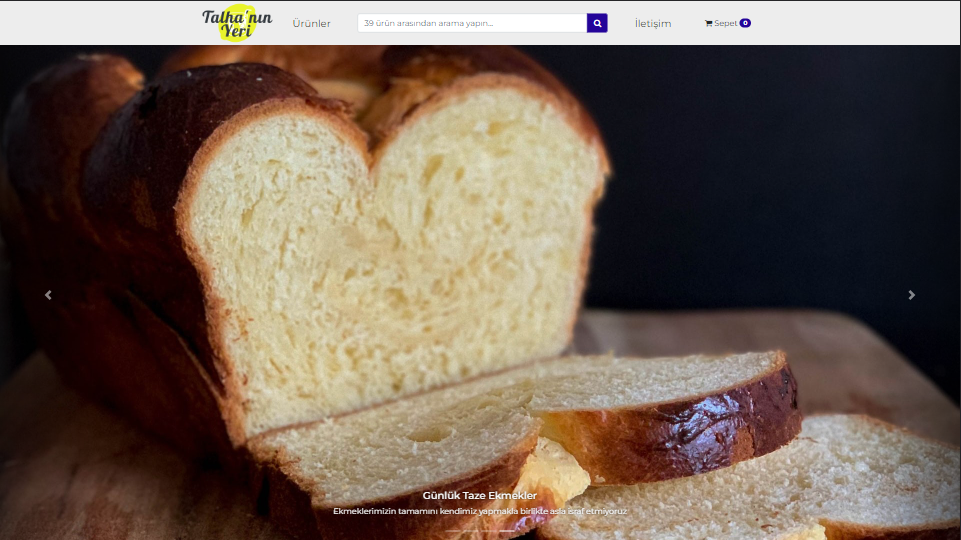 Talha'nın
Yeri
Ürünler
39 ürün arasından arama yapın...
İletişim
Sepet 0
Günlük Taze Ekmekler
Ekmeklerimizin tamamını kendimiz yapmakla birlikte asla israf etmiyoruz